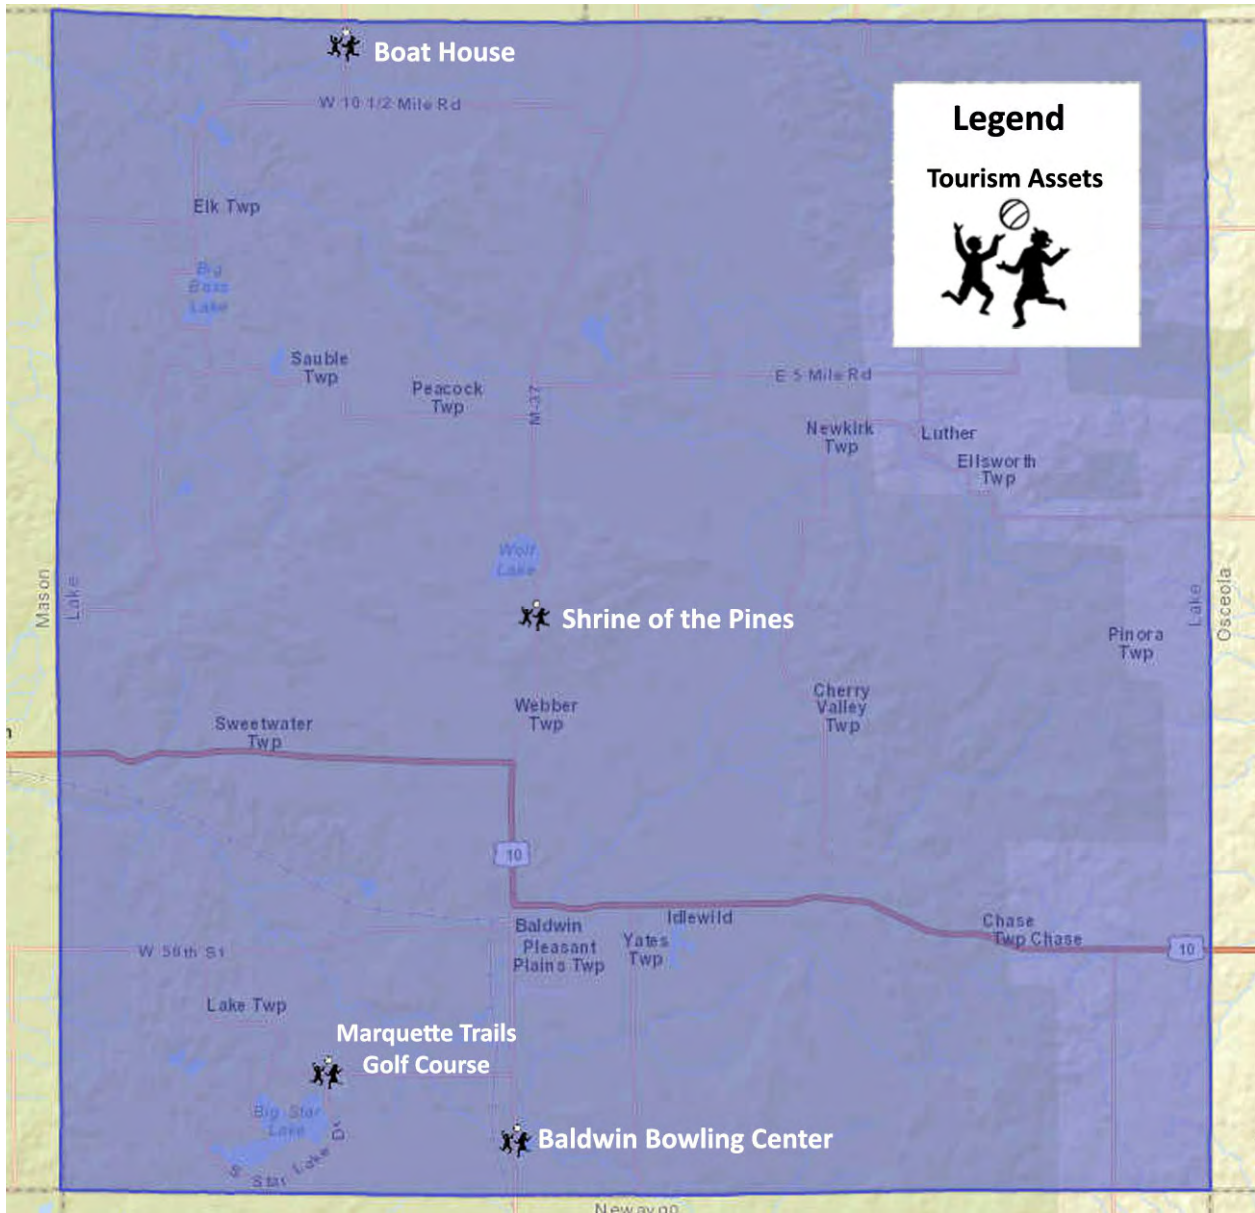 Boat House
W 10 1/2 Mile Rd
Legend
Tourism Assets
Elk Twp
Big
Bass
Lake
Sauble
Twp
Peacock
Twp
M-37
E 5 Mile Rd
Newkirk
Twp
Luther
Ellsworth
Twp
Wolf
Lake
Mason
Lake
Shrine of the Pines
Lake
Osceola
Pinora
Twp
Webber
Twp
Cherry
Valley
Twp
Sweetwater
Twp
10
Baldwin
Pleasant
Plains Twp
Idlewild
Yates
Twp
Chase
Twp Chase
10
W 56th St
Lake Twp
Marquette Trails
Golf Course
Big Star
Lake
S Star Lake Dr
Baldwin Bowling Center
Newaygo